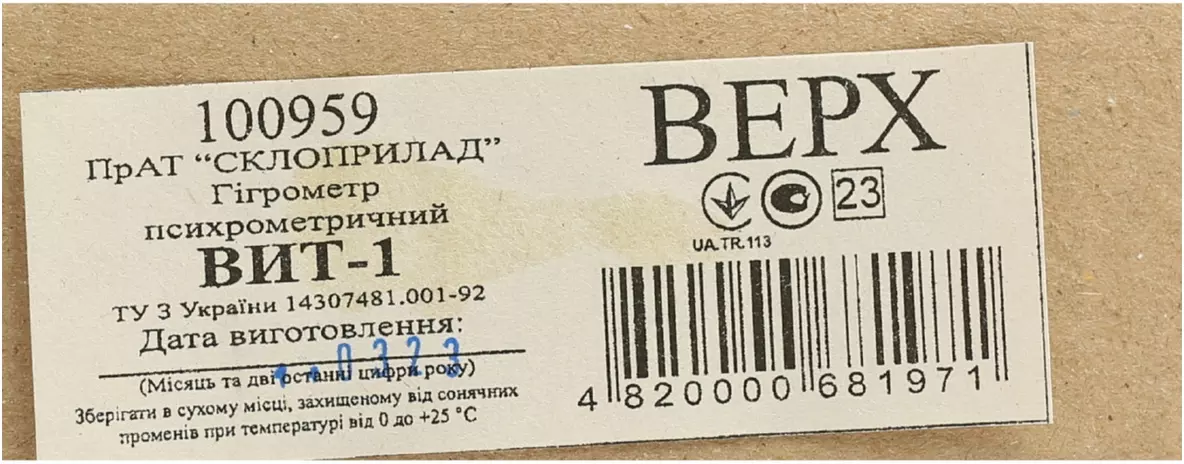 100959
ПрАТ “СКЛОПРИЛАД”
Гігрометр
психрометричний
ВИТ-1
ТУ З України 14307481.001-92
Дата виготовлення:
0323
(Місяць та дві останні цифри року)
Зберігати в сухому місці, захищеному від сонячних
променів при температурі від 0 до +25 °C
ВЕРХ
23
UA.TR.113
4 820000 681971